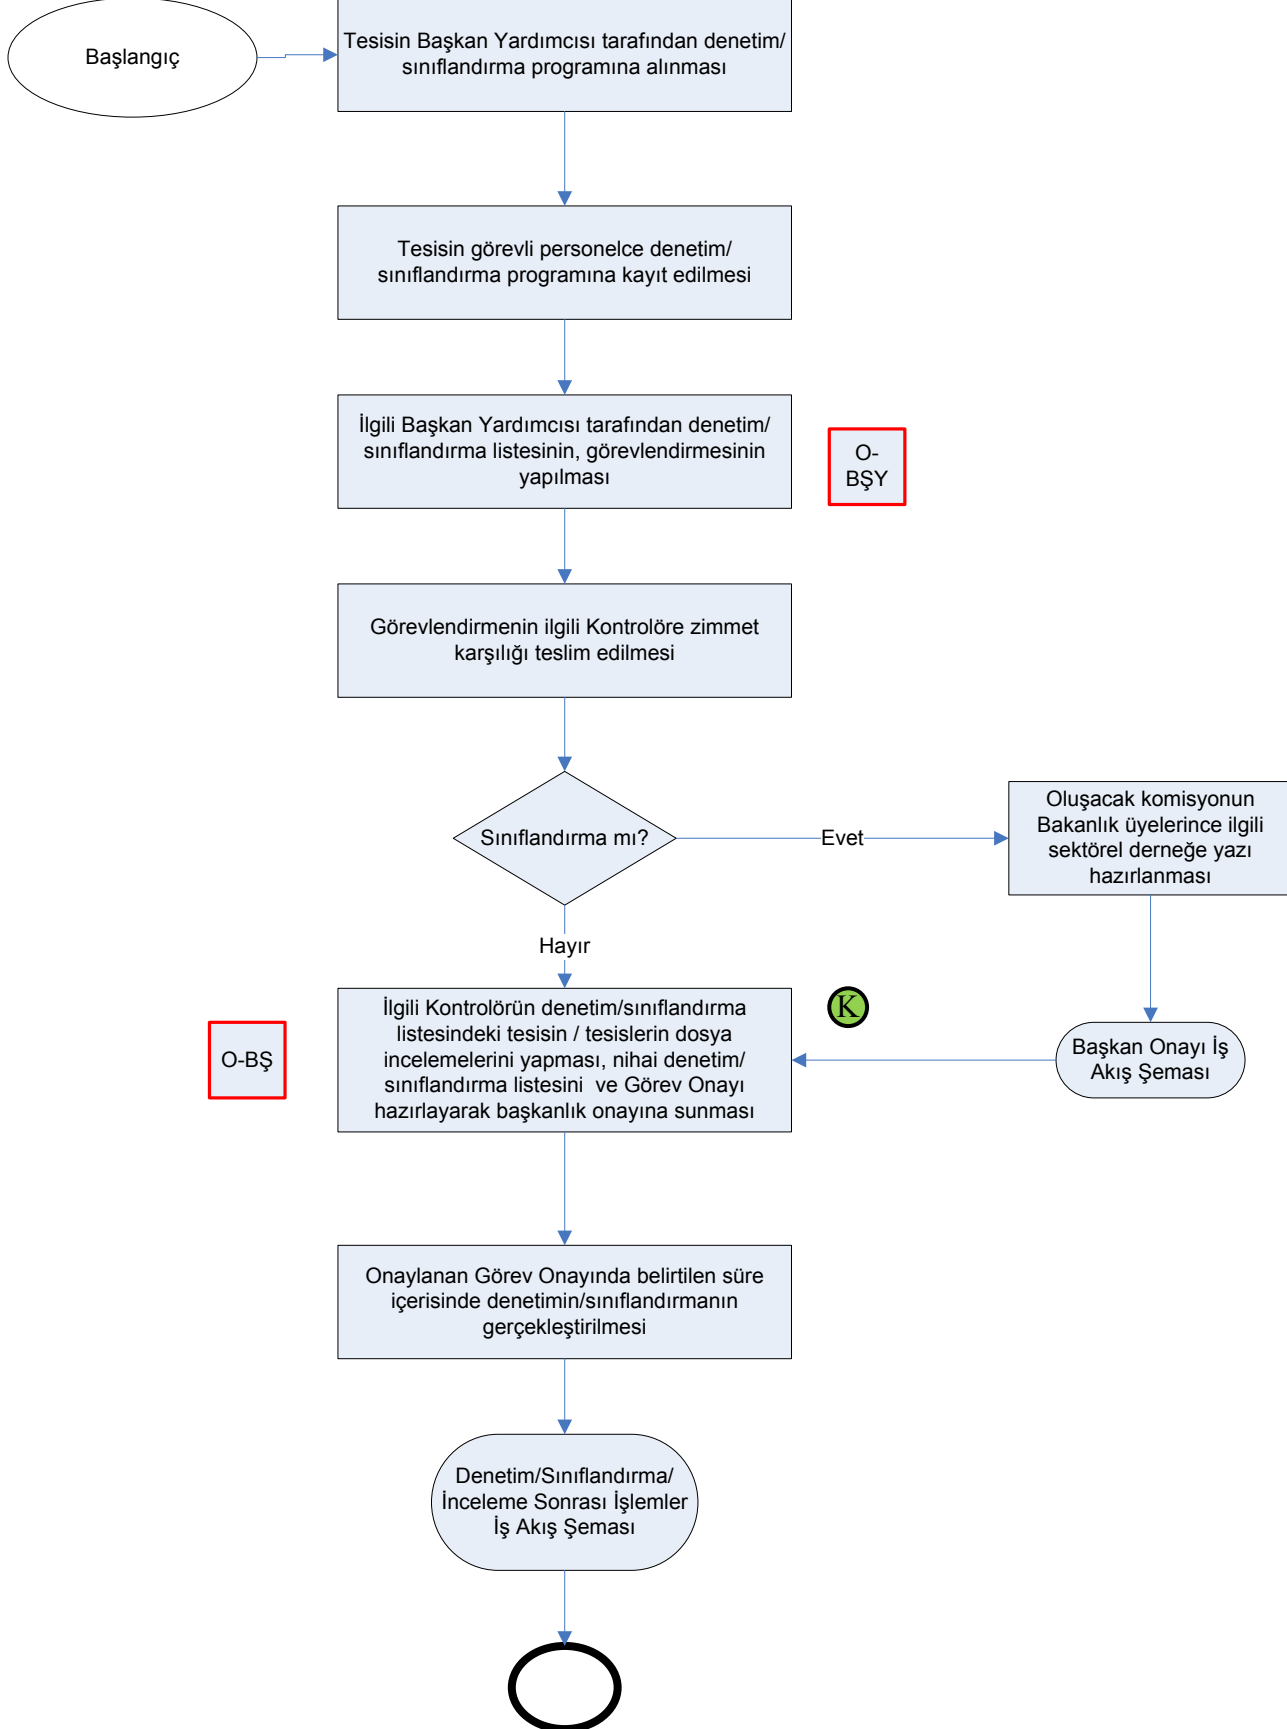 Başlangıç
Tesisin Başkan Yardımcısı tarafından denetim/
sınıflandırma programına alınması
Tesisin görevli personelce denetim/
sınıflandırma programına kayıt edilmesi
İlgili Başkan Yardımcısı tarafından denetim/
sınıflandırma listesinin, görevlendirmesinin
yapılması
O-
BŞY
Görevlendirmenin ilgili Kontrolöre zimmet
karşılığı teslim edilmesi
Sınıflandırma mı?
Evet
Oluşacak komisyonun
Bakanlık üyelerince ilgili
sektörel derneğe yazı
hazırlanması
Hayır
O-BŞ
İlgili Kontrolörün denetim/sınıflandırma
listesindeki tesisin / tesislerin dosya
incelemelerini yapması, nihai denetim/
sınıflandırma listesini  ve Görev Onayı
hazırlayarak başkanlık onayına sunması
K
Başkan Onayı İş
Akış Şeması
Onaylanan Görev Onayında belirtilen süre
içerisinde denetimin/sınıflandırmanın
gerçekleştirilmesi
Denetim/Sınıflandırma/
İnceleme Sonrası İşlemler
İş Akış Şeması